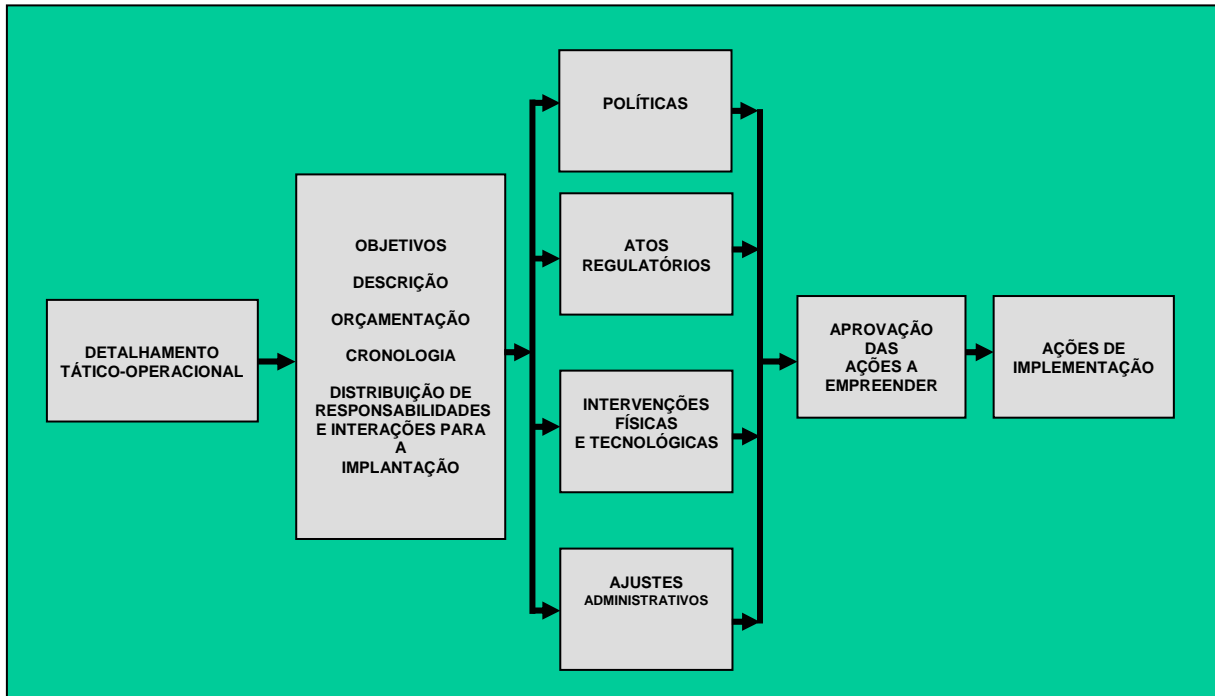 DETALHAMENTO
TÁTICO-OPERACIONAL
OBJETIVOS
DESCRIÇÃO
ORÇAMENTAÇÃO
CRONOLOGIA
DISTRIBUIÇÃO DE
RESPONSABILIDADES
E INTERAÇÕES PARA
A
IMPLANTAÇÃO
POLÍTICAS
ATOS
REGULATÓRIOS
INTERVENÇÕES
FÍSICAS
E TECNOLÓGICAS
AJUSTES
ADMINISTRATIVOS
APROVAÇÃO
DAS
AÇÕES A
EMPREENDER
AÇÕES DE
IMPLEMENTAÇÃO